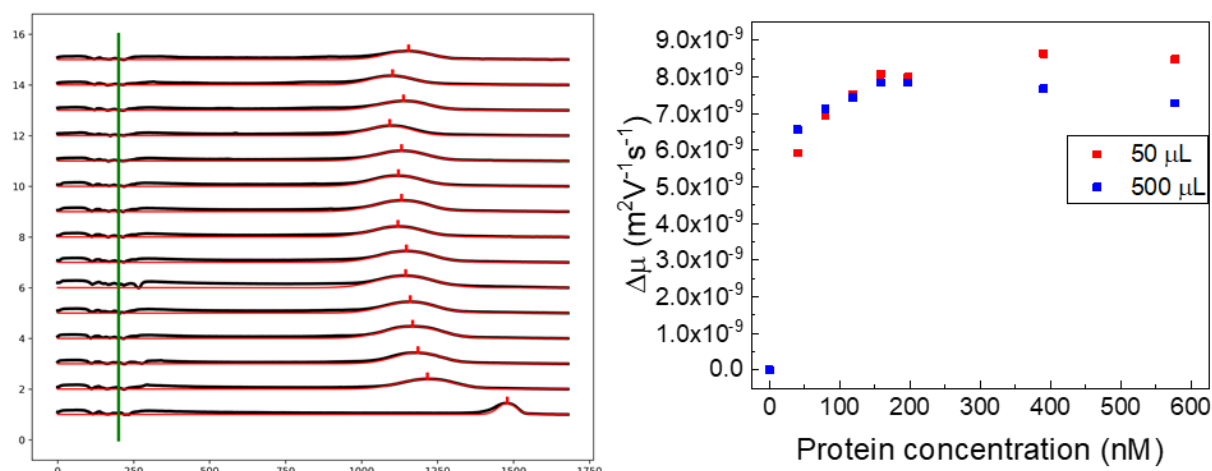 16
14
12
10
8
6
4
2
0
0
250
500
750
1000
1250
1500
1750
Δμ (m²V⁻¹s⁻¹)
9.0x10⁻⁹
8.0x10⁻⁹
7.0x10⁻⁹
6.0x10⁻⁹
5.0x10⁻⁹
4.0x10⁻⁹
3.0x10⁻⁹
2.0x10⁻⁹
1.0x10⁻⁹
0.0
50 μL
500 μL
0 100 200 300 400 500 600
Protein concentration (nM)